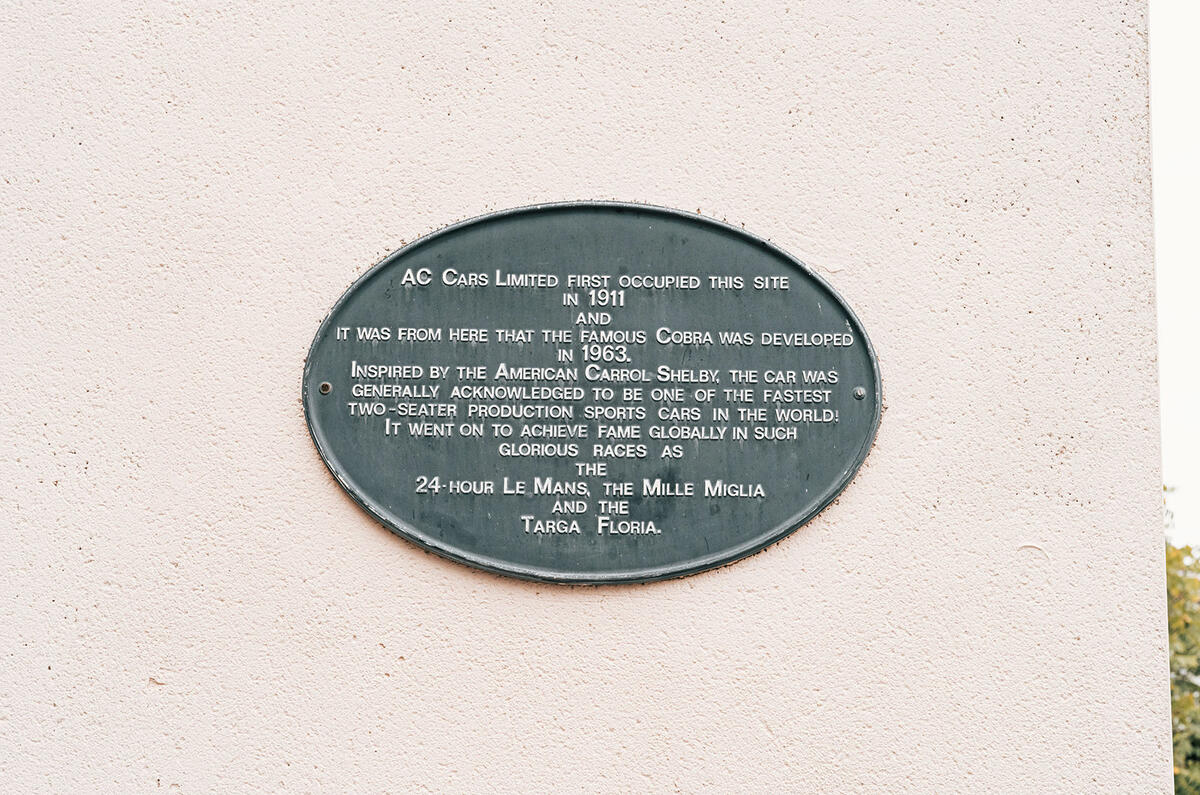 AC CARS LIMITED FIRST OCCUPIED THIS SITE
IN 1911
AND
IT WAS FROM HERE THAT THE FAMOUS COBRA WAS DEVELOPED
IN 1963.
INSPIRED BY THE AMERICAN CARROL SHELBY, THE CAR WAS
GENERALLY ACKNOWLEDGED TO BE ONE OF THE FASTEST
TWO-SEATER PRODUCTION SPORTS CARS IN THE WORLD!
IT WENT ON TO ACHIEVE FAME GLOBALLY IN SUCH
GLORIOUS RACES AS
THE
24-HOUR LE MANS, THE MILLE MIGLIA
AND THE
TARGA FLORIA.